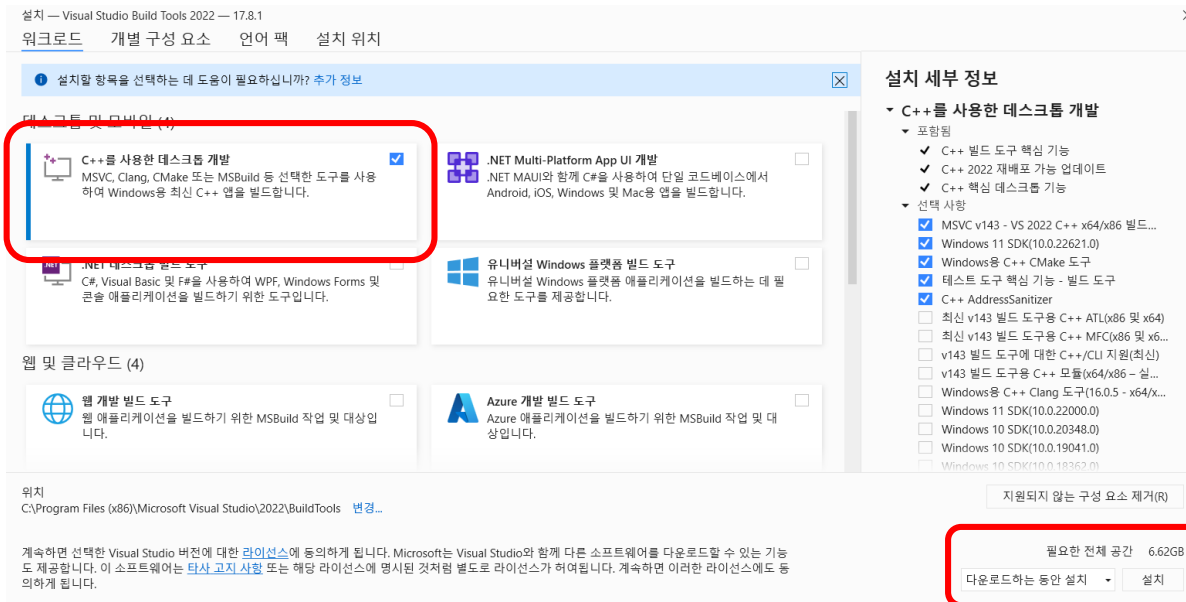 설치 — Visual Studio Build Tools 2022 — 17.8.1
워크로드 개별 구성 요소 언어 팩 설치 위치
설치할 항목을 선택하는 데 도움이 필요하십니까? 추가 정보
데스크톱 및 모바일 (4)
C++를 사용한 데스크톱 개발
MSVC, Clang, CMake 또는 MSBuild 등 선택한 도구를 사용
하여 Windows용 최신 C++ 앱을 빌드합니다.
.NET Multi-Platform App UI 개발
.NET MAUI와 함께 C#을 사용하여 단일 코드베이스에서
Android, iOS, Windows 및 Mac용 앱을 빌드합니다.
.NET 데스크톱 빌드 도구
C#, Visual Basic 및 F#을 사용하여 WPF, Windows Forms 및
콘솔 애플리케이션을 빌드하기 위한 도구입니다.
유니버설 Windows 플랫폼 빌드 도구
유니버설 Windows 플랫폼 애플리케이션을 빌드하는 데 필
요한 도구를 제공합니다.
웹 및 클라우드 (4)
웹 개발 빌드 도구
웹 애플리케이션을 빌드하기 위한 MSBuild 작업 및 대상입
니다.
Azure 개발 빌드 도구
Azure 애플리케이션을 빌드하기 위한 MSBuild 작업 및 대
상입니다.
설치 세부 정보
C++를 사용한 데스크톱 개발
포함됨
C++ 빌드 도구 핵심 기능
C++ 2022 재배포 가능 업데이트
C++ 핵심 데스크톱 기능
선택 사항
MSVC v143 - VS 2022 C++ x64/x86 빌드...
Windows 11 SDK(10.0.22621.0)
Windows용 C++ CMake 도구
테스트 도구 핵심 기능 - 빌드 도구
C++ AddressSanitizer
최신 v143 빌드 도구용 C++ ATL(x86 및 x64)
최신 v143 빌드 도구용 C++ MFC(x86 및 x6...
v143 빌드 도구에 대한 C++/CLI 지원(최신)
v143 빌드 도구용 C++ 모듈(x64/x86 – 실...
Windows용 C++ Clang 도구(16.0.5 - x64/x...
Windows 11 SDK(10.0.22000.0)
Windows 10 SDK(10.0.20348.0)
Windows 10 SDK(10.0.19041.0)
Windows 10 SDK(10.0.18362.0)
위치
C:\Program Files (x86)\Microsoft Visual Studio\2022\BuildTools 변경...
지원되지 않는 구성 요소 제거(R)
계속하면 선택한 Visual Studio 버전에 대한 라이선스에 동의하게 됩니다. Microsoft는 Visual Studio와 함께 다른 소프트웨어를 다운로드할 수 있는 기능
도 제공합니다. 이 소프트웨어는 타사 고지 사항 또는 해당 라이선스에 명시된 것처럼 별도로 라이선스가 허여됩니다. 계속하면 이러한 라이선스에도 동
의하게 됩니다.
필요한 전체 공간 6.62GB
다운로드하는 동안 설치 설치